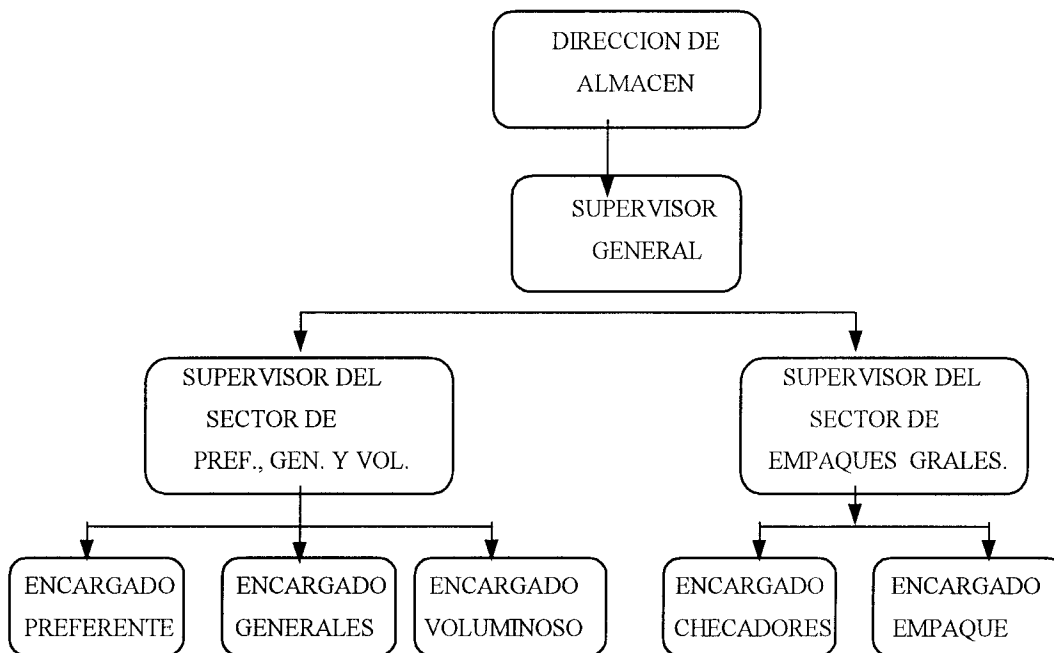 DIRECCION DE
ALMACEN
SUPERVISOR
GENERAL
SUPERVISOR DEL
SECTOR DE
PREF., GEN. Y VOL.
SUPERVISOR DEL
SECTOR DE
EMPAQUES GRALES.
ENCARGADO
PREFERENTE
ENCARGADO
GENERALES
ENCARGADO
VOLUMINOSO
ENCARGADO
CHECADORES
ENCARGADO
EMPAQUE